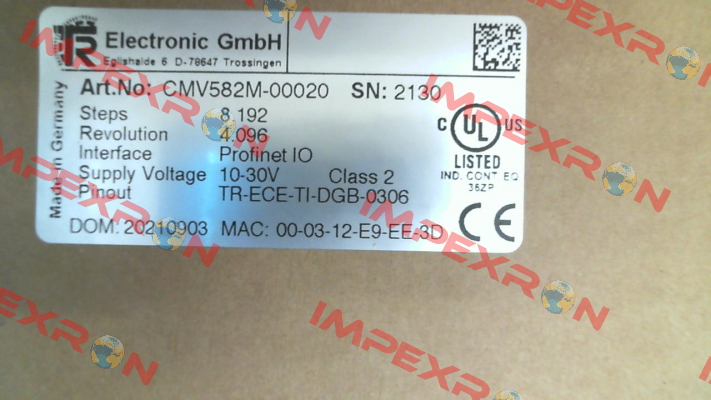 TR Electronic GmbH
Eglishalde 6 D-78647 Trossingen
Art.No: CMV582M-00020 SN: 2130
Steps 8.192
Revolution 4.096
Interface Profinet IO
Supply Voltage 10-30V Class 2
Pinout TR-ECE-TI-DGB-0306
DOM: 20210903 MAC: 00-03-12-E9-EE-3D
Made in Germany
C UL US
LISTED
IND. CONT. EQ
36ZP
CE
IMPEXRON
IMPEXRON
IMPEXRON
IMPEXRON
IMPEXRON
IMPEXRON
IMPEXRON
IMPEXRON